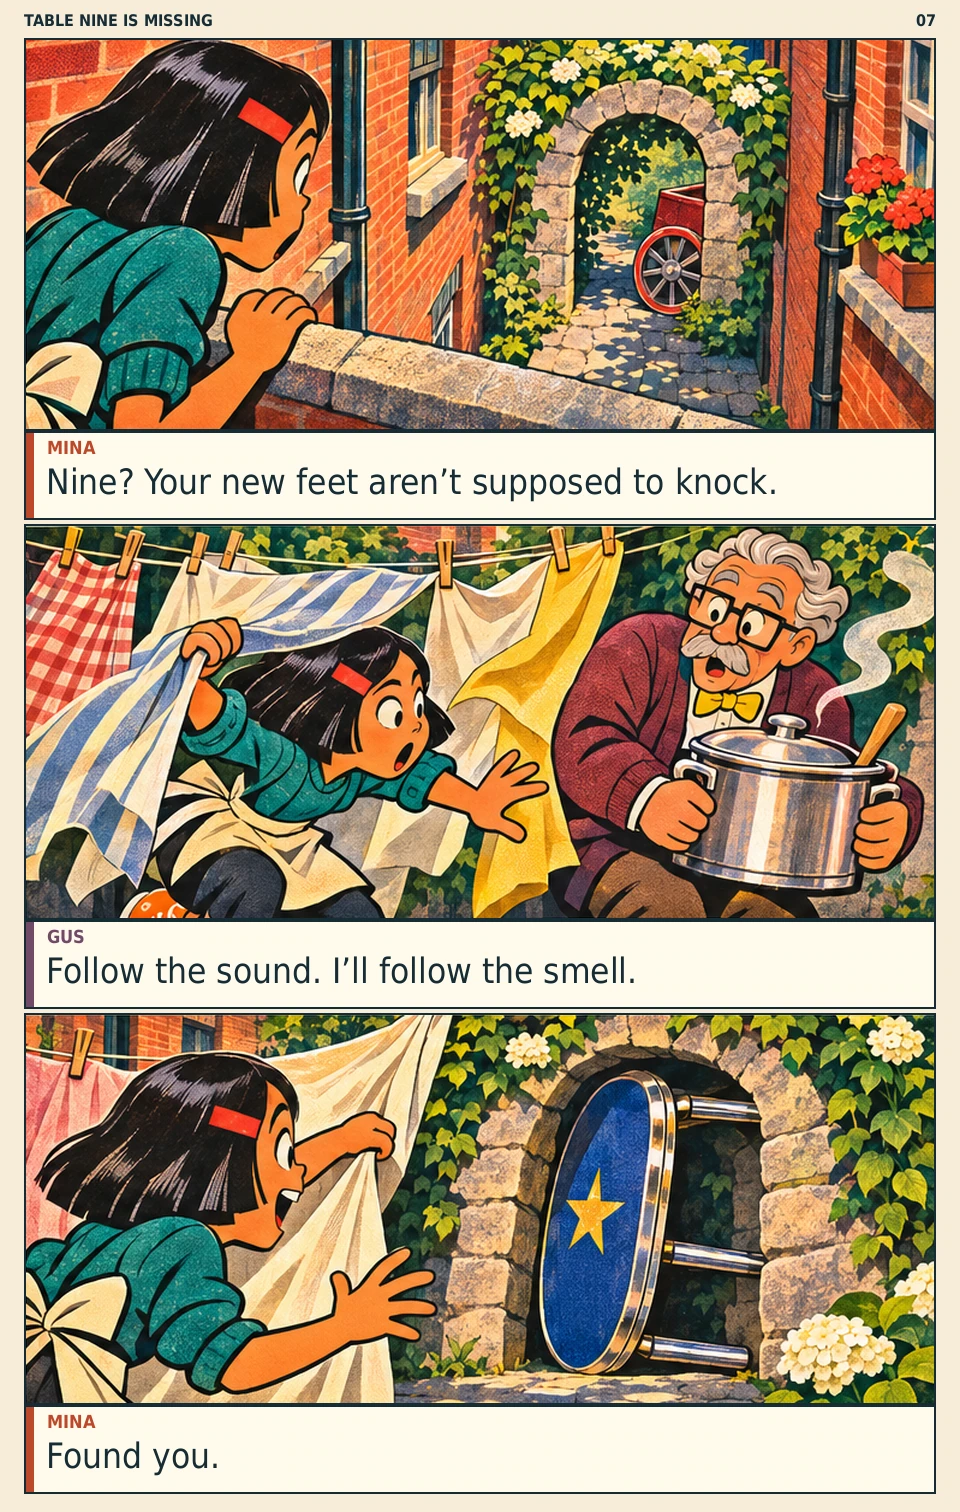 TABLE NINE IS MISSING
07
MINA
Nine? Your new feet aren’t supposed to knock.
GUS
Follow the sound. I’ll follow the smell.
MINA
Found you.